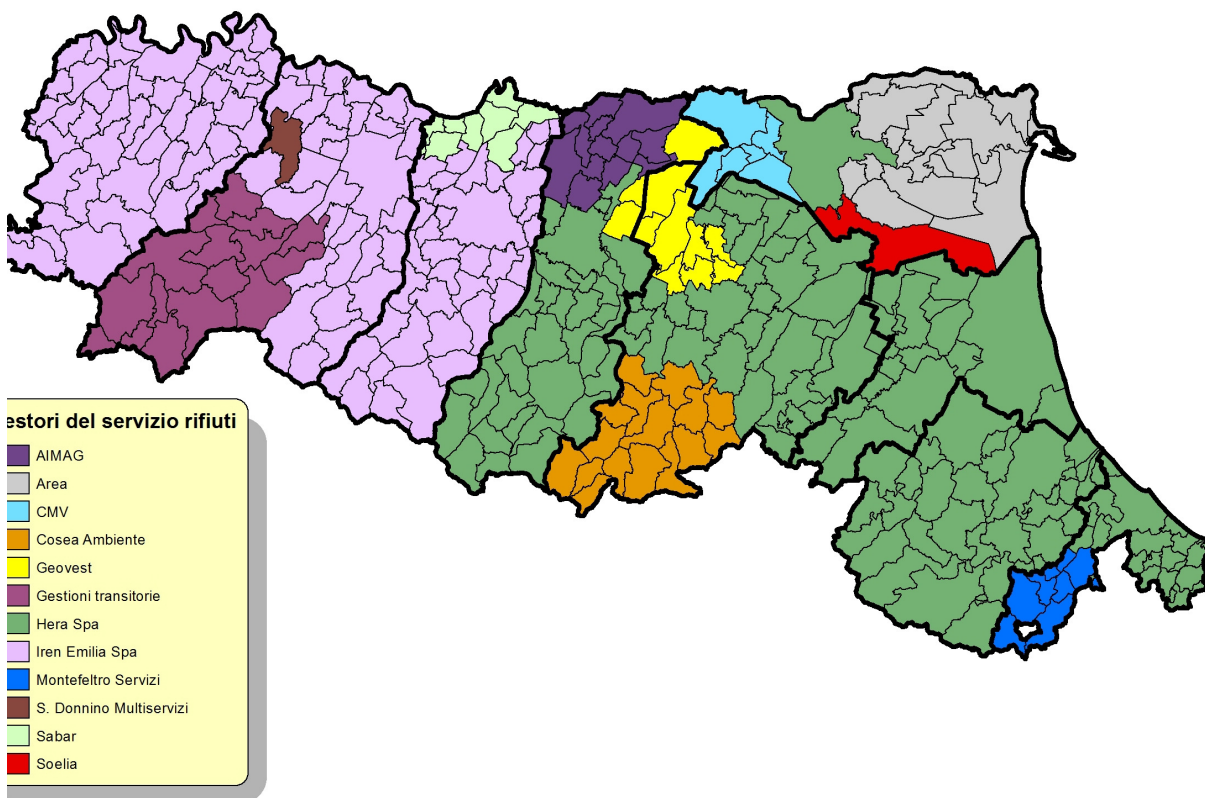 estori del servizio rifiuti
AIMAG
Area
CMV
Cosea Ambiente
Geovest
Gestioni transitorie
Hera Spa
Iren Emilia Spa
Montefeltro Servizi
S. Donnino Multiservizi
Sabar
Soelia